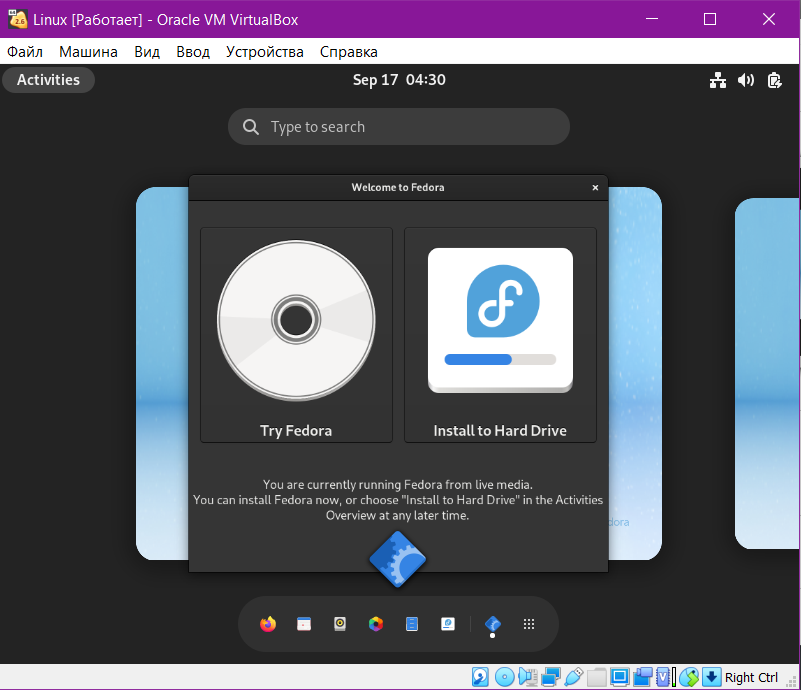 Linux [Работает] - Oracle VM VirtualBox
Файл Машина Вид Ввод Устройства Справка
Activities
Sep 17 04:30
Type to search
Welcome to Fedora
Try Fedora
Install to Hard Drive
You are currently running Fedora from live media.
You can install Fedora now, or choose "Install to Hard Drive" in the Activities
Overview at any later time.
dora
Right Ctrl